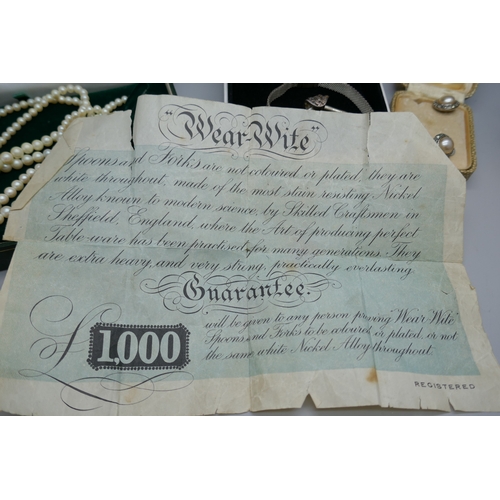 "Wear-Wite"
Spoons and Forks are not coloured or plated, they are
white throughout, made of the most stain resisting Nickel
Alloy known to modern science, by Skilled Craftsmen in
Sheffield, England, where the Art of producing perfect
Table-ware has been practised for many generations. They
are extra heavy, and very strong, practically everlasting.
Guarantee.
£1,000
will be given to any person proving "Wear Wite"
Spoons and Forks to be coloured or plated, or not
the same white Nickel Alloy throughout.
REGISTERED